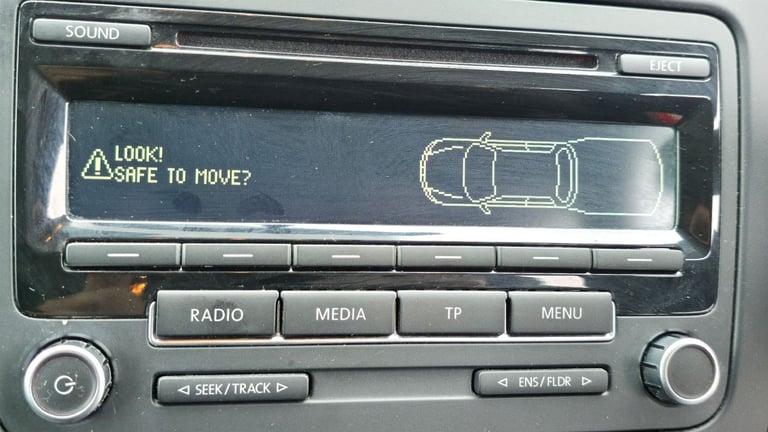 SOUND
EJECT
LOOK!
SAFE TO MOVE?
RADIO
MEDIA
TP
MENU
SEEK/TRACK
ENS/FLDR